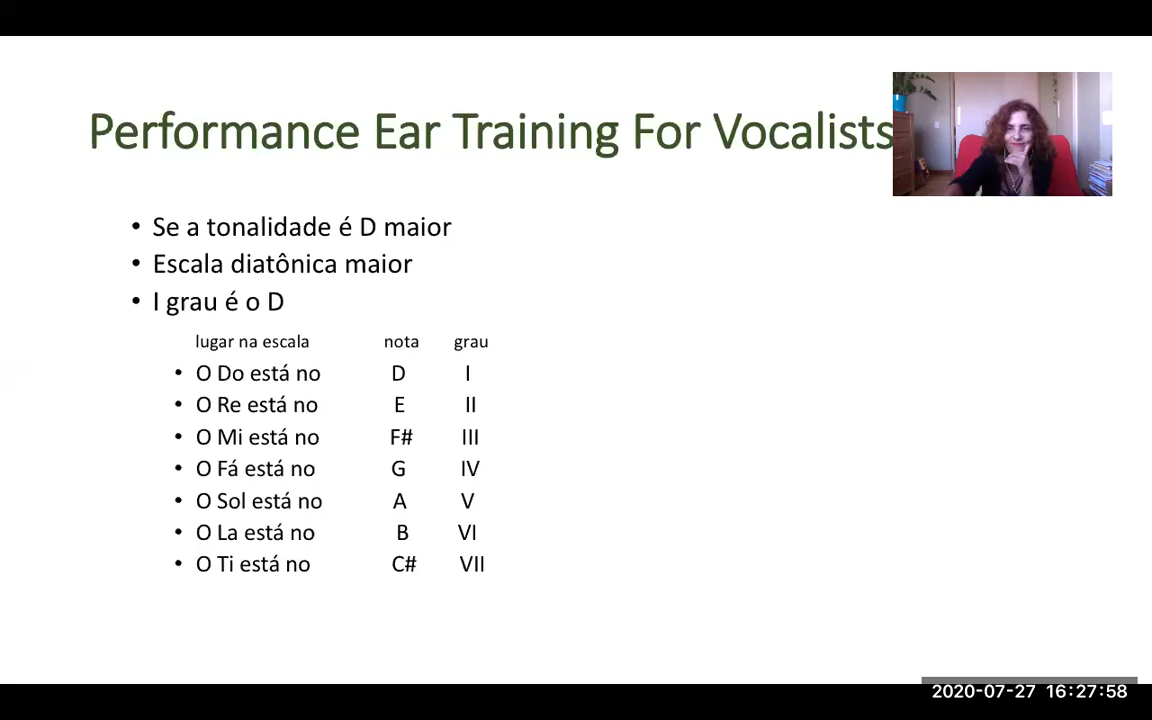 Performance Ear Training For Vocalists
• Se a tonalidade é D maior
• Escala diatônica maior
• I grau é o D
lugar na escala nota grau
• O Do está no D I
• O Re está no E II
• O Mi está no F# III
• O Fá está no G IV
• O Sol está no A V
• O La está no B VI
• O Ti está no C# VII
2020-07-27 16:27:58